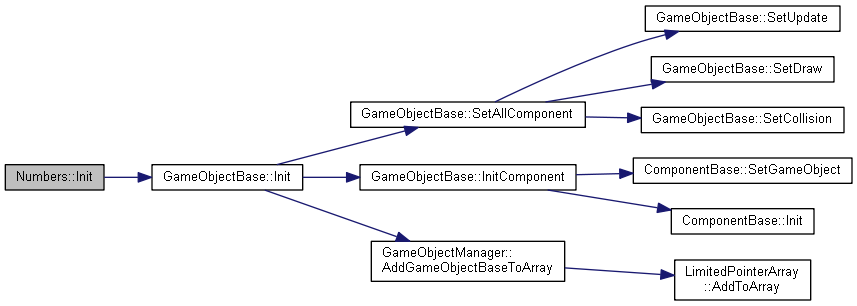 GameObjectBase::SetUpdate
GameObjectBase::SetDraw
GameObjectBase::SetAllComponent
GameObjectBase::SetCollision
Numbers::Init
GameObjectBase::Init
GameObjectBase::InitComponent
ComponentBase::SetGameObject
ComponentBase::Init
GameObjectManager::
AddGameObjectBaseToArray
LimitedPointerArray
::AddToArray